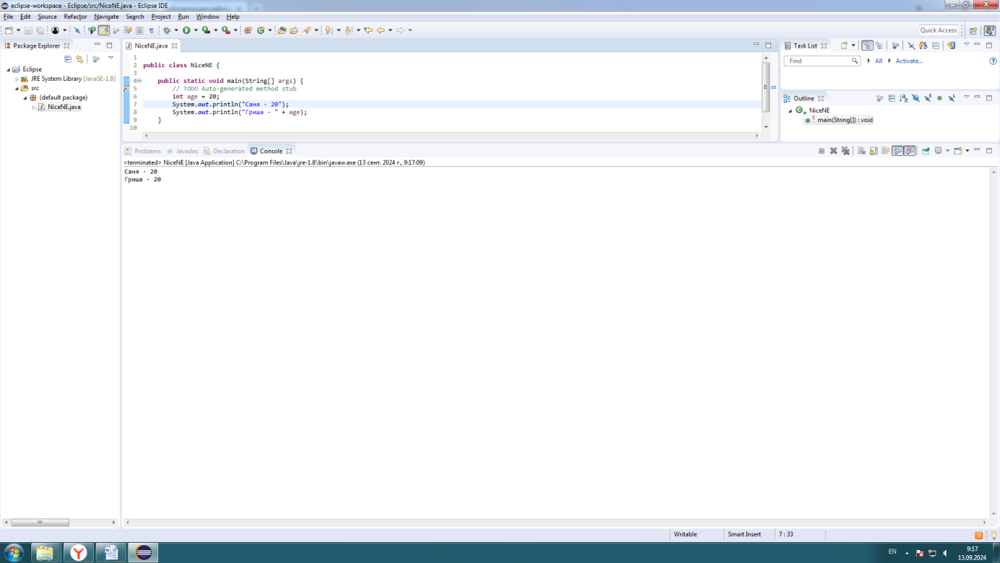 eclipse-workspace - Eclipse/src/NiceNE.java - Eclipse IDE
File Edit Source Refactor Navigate Search Project Run Window Help
Quick Access
Package Explorer
Eclipse
JRE System Library [JavaSE-1.8]
src
(default package)
NiceNE.java
NiceNE.java
1
2 public class NiceNE {
3
4 public static void main(String[] args) {
5 // TODO Auto-generated method stub
6 int age = 20;
7 System.out.println("Саня - 20");
8 System.out.println("Гриша - " + age);
9 }
10
Task List
Find All Activate...
Outline
NiceNE
main(String[]) : void
Problems Javadoc Declaration Console
<terminated> NiceNE [Java Application] C:\Program Files\Java\jre-1.8\bin\javaw.exe (13 сент. 2024 г., 9:17:09)
Саня - 20
Гриша - 20
Writable Smart Insert 7 : 33
EN
9:17
13.09.2024